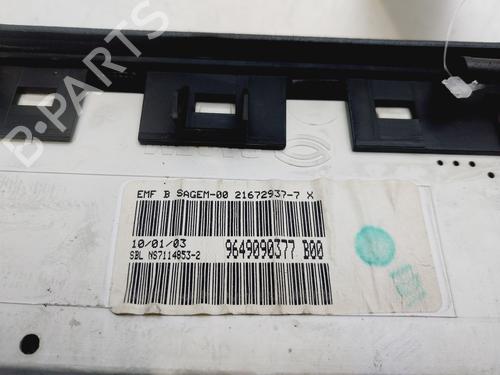 B-PARTS
EMF B SAGEM-00 21672937-7 X
10/01/03 9649090377 B00
SBL NS7114853-2